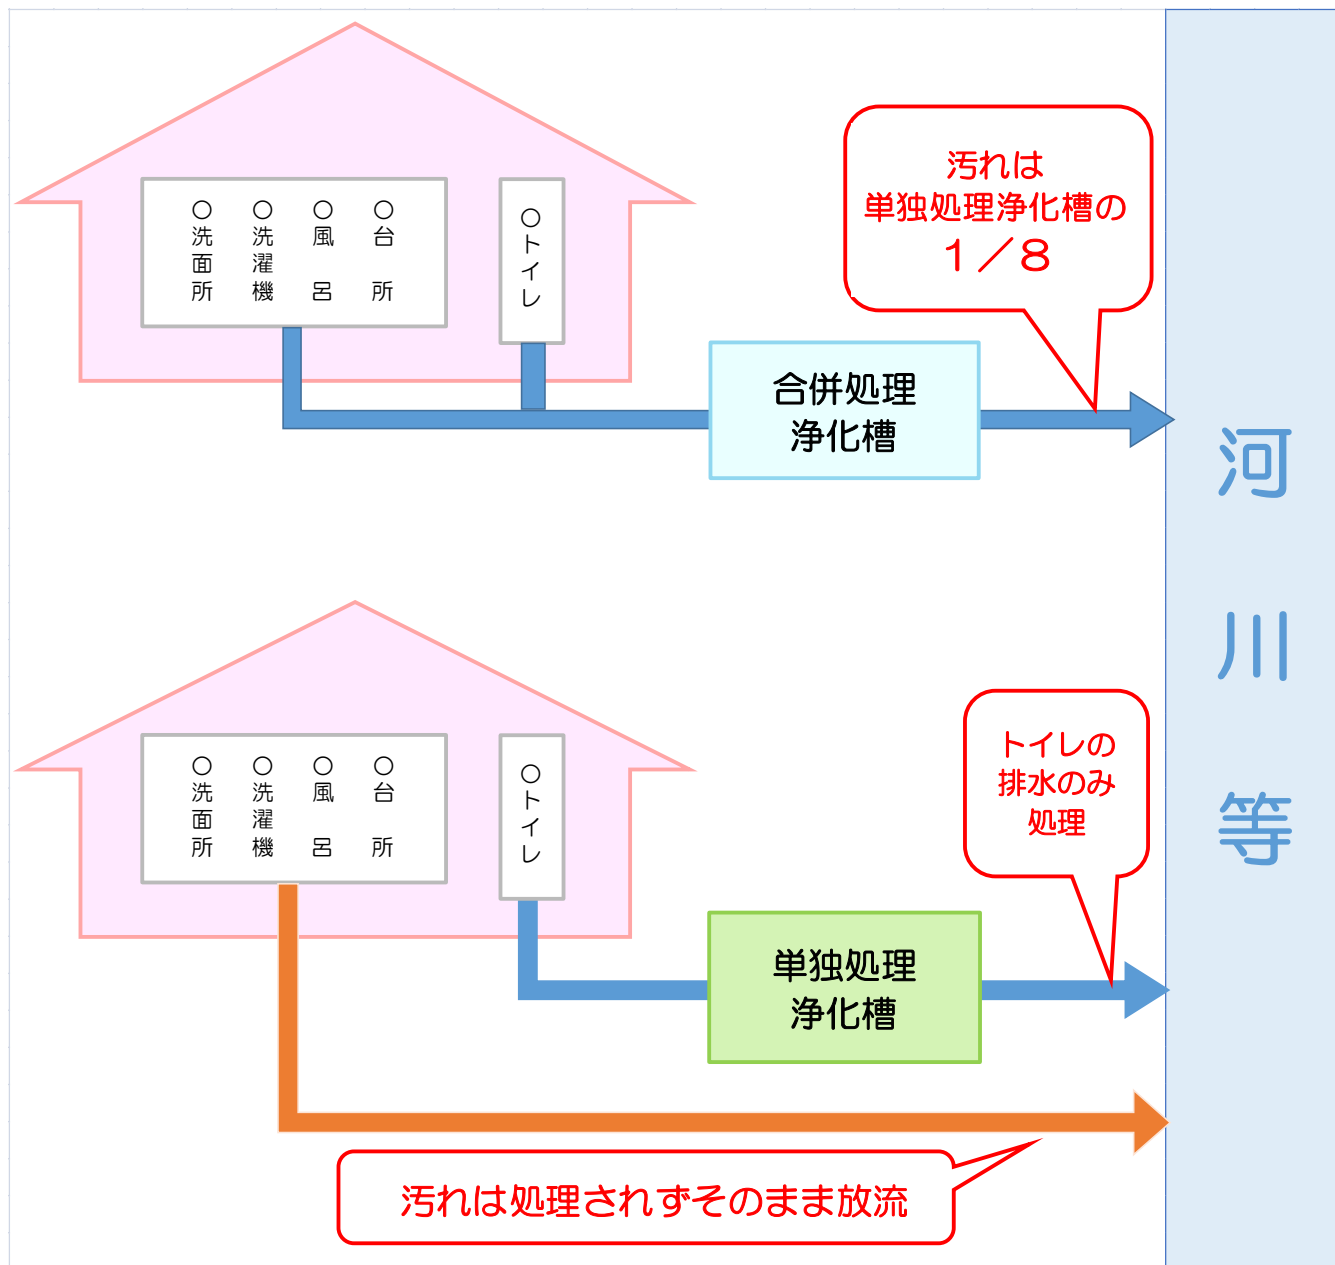 ○洗面所
○洗濯機
○風呂
○台所
○トイレ
汚れは
単独処理浄化槽の
１／８
合併処理
浄化槽
河川等
○洗面所
○洗濯機
○風呂
○台所
○トイレ
トイレの
排水のみ
処理
単独処理
浄化槽
汚れは処理されずそのまま放流